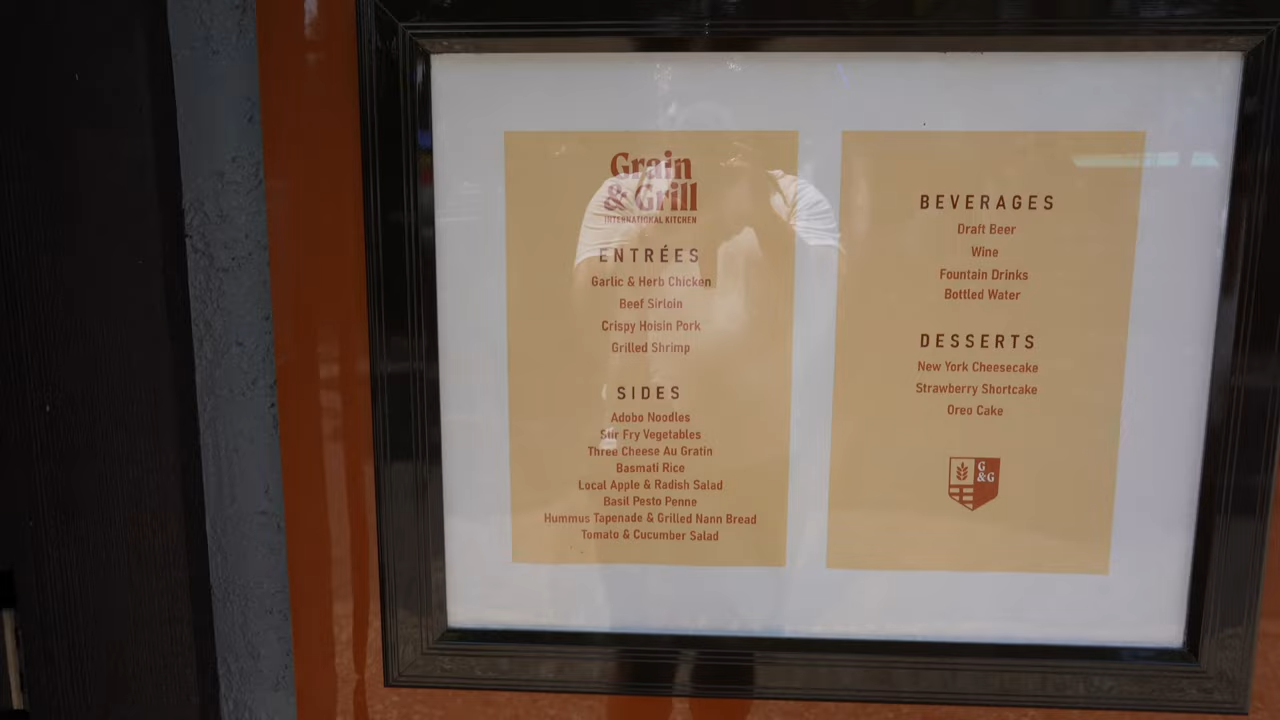 Grain
& Grill
INTERNATIONAL KITCHEN
ENTRÉES
Garlic & Herb Chicken
Beef Sirloin
Crispy Hoisin Pork
Grilled Shrimp
SIDES
Adobo Noodles
Stir Fry Vegetables
Three Cheese Au Gratin
Basmati Rice
Local Apple & Radish Salad
Basil Pesto Penne
Hummus Tapenade & Grilled Nann Bread
Tomato & Cucumber Salad
BEVERAGES
Draft Beer
Wine
Fountain Drinks
Bottled Water
DESSERTS
New York Cheesecake
Strawberry Shortcake
Oreo Cake
G
&G